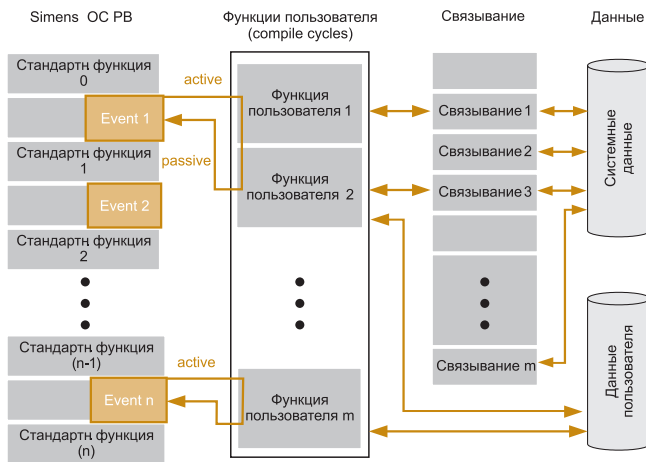 Simens ОС РВ
Функции пользователя
(compile cycles)
Связывание
Данные
Стандартн. функция
0
Event 1
Стандартн. функция
1
Event 2
Стандартн. функция
2
Стандартн. функция
(n-1)
Event n
Стандартн. функция
(n)
active
passive
active
Функция
пользователя 1
Функция
пользователя 2
Функция
пользователя m
Связывание 1
Связывание 2
Связывание 3
Связывание m
Системные
данные
Данные
пользователя